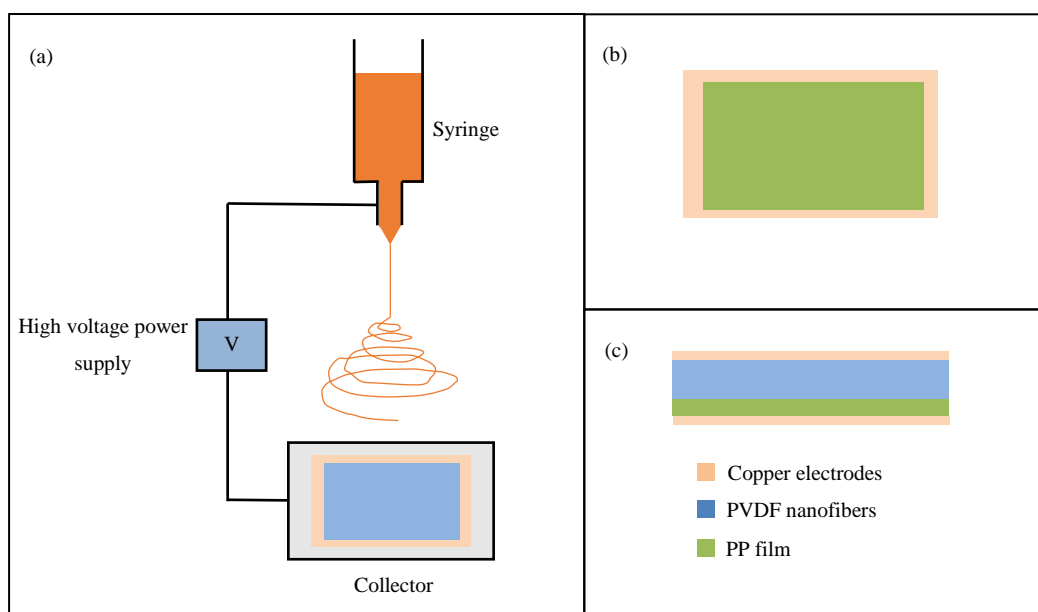 (a)
Syringe
High voltage power
supply
V
Collector
(b)
(c)
Copper electrodes
PVDF nanofibers
PP film